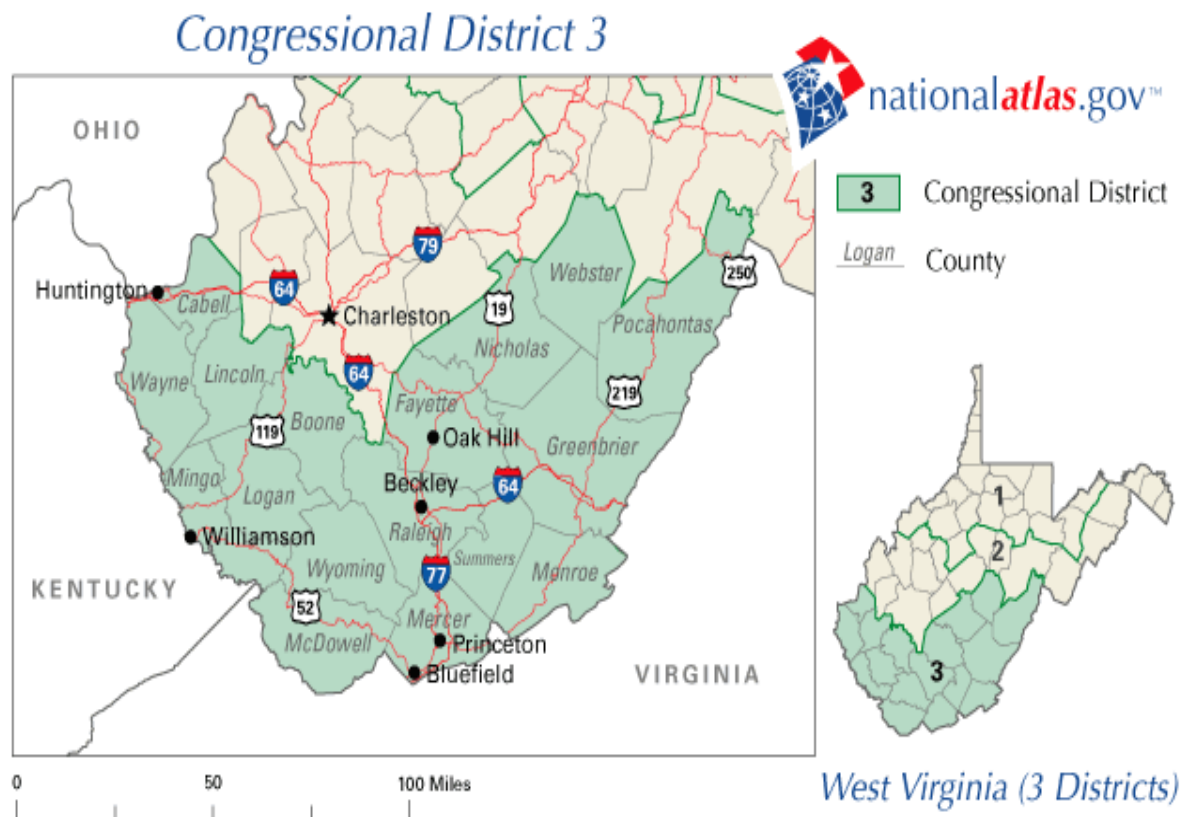 Congressional District 3
nationalatlas.gov™
OHIO
3 Congressional District
Logan County
79
Webster
250
Huntington
64
Cabell
19
Charleston
Pocahontas
Nicholas
64
Wayne
Lincoln
219
Fayette
Boone
119
Oak Hill
Greenbrier
Mingo
Beckley
64
Logan
1
Raleigh
Williamson
2
Summers
Wyoming
77
Monroe
KENTUCKY
52
Mercer
McDowell
Princeton
3
Bluefield
VIRGINIA
0 50 100 Miles
West Virginia (3 Districts)